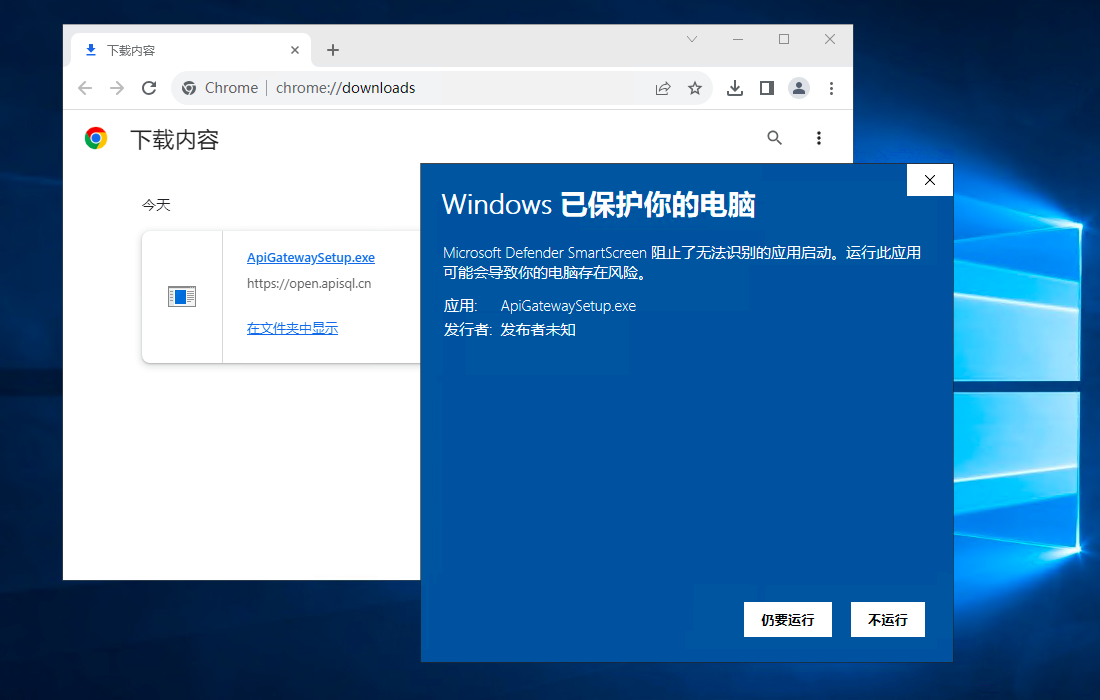 下载内容
Chrome | chrome://downloads
下载内容
今天
ApiGatewaySetup.exe
https://open.apisql.cn
在文件夹中显示
Windows 已保护你的电脑
Microsoft Defender SmartScreen 阻止了无法识别的应用启动。运行此应用
可能会导致你的电脑存在风险。
应用: ApiGatewaySetup.exe
发行者: 发布者未知
仍要运行 不运行